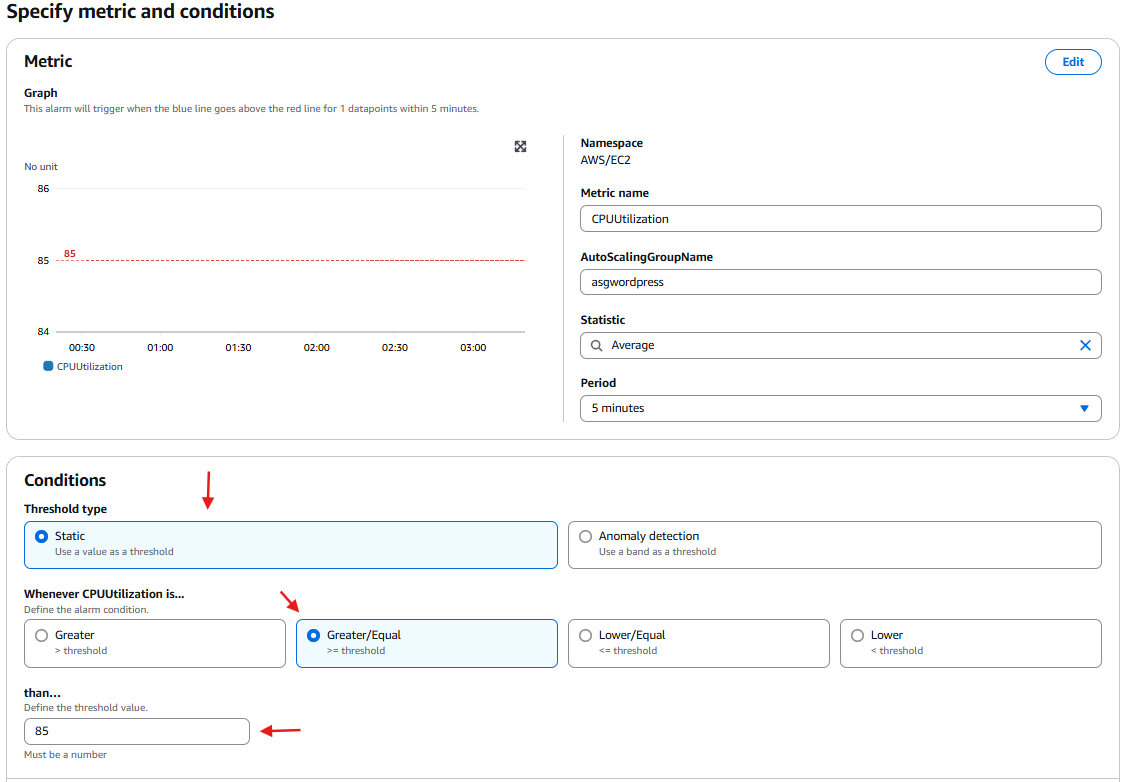 Specify metric and conditions
Metric
Edit
Graph
This alarm will trigger when the blue line goes above the red line for 1 datapoints within 5 minutes.
No unit
86
85
85
84
00:30 01:00 01:30 02:00 02:30 03:00
CPUUtilization
Namespace
AWS/EC2
Metric name
CPUUtilization
AutoScalingGroupName
asgwordpress
Statistic
Average
Period
5 minutes
Conditions
Threshold type
Static
Use a value as a threshold
Anomaly detection
Use a band as a threshold
Whenever CPUUtilization is...
Define the alarm condition.
Greater
> threshold
Greater/Equal
>= threshold
Lower/Equal
<= threshold
Lower
< threshold
than...
Define the threshold value.
85
Must be a number